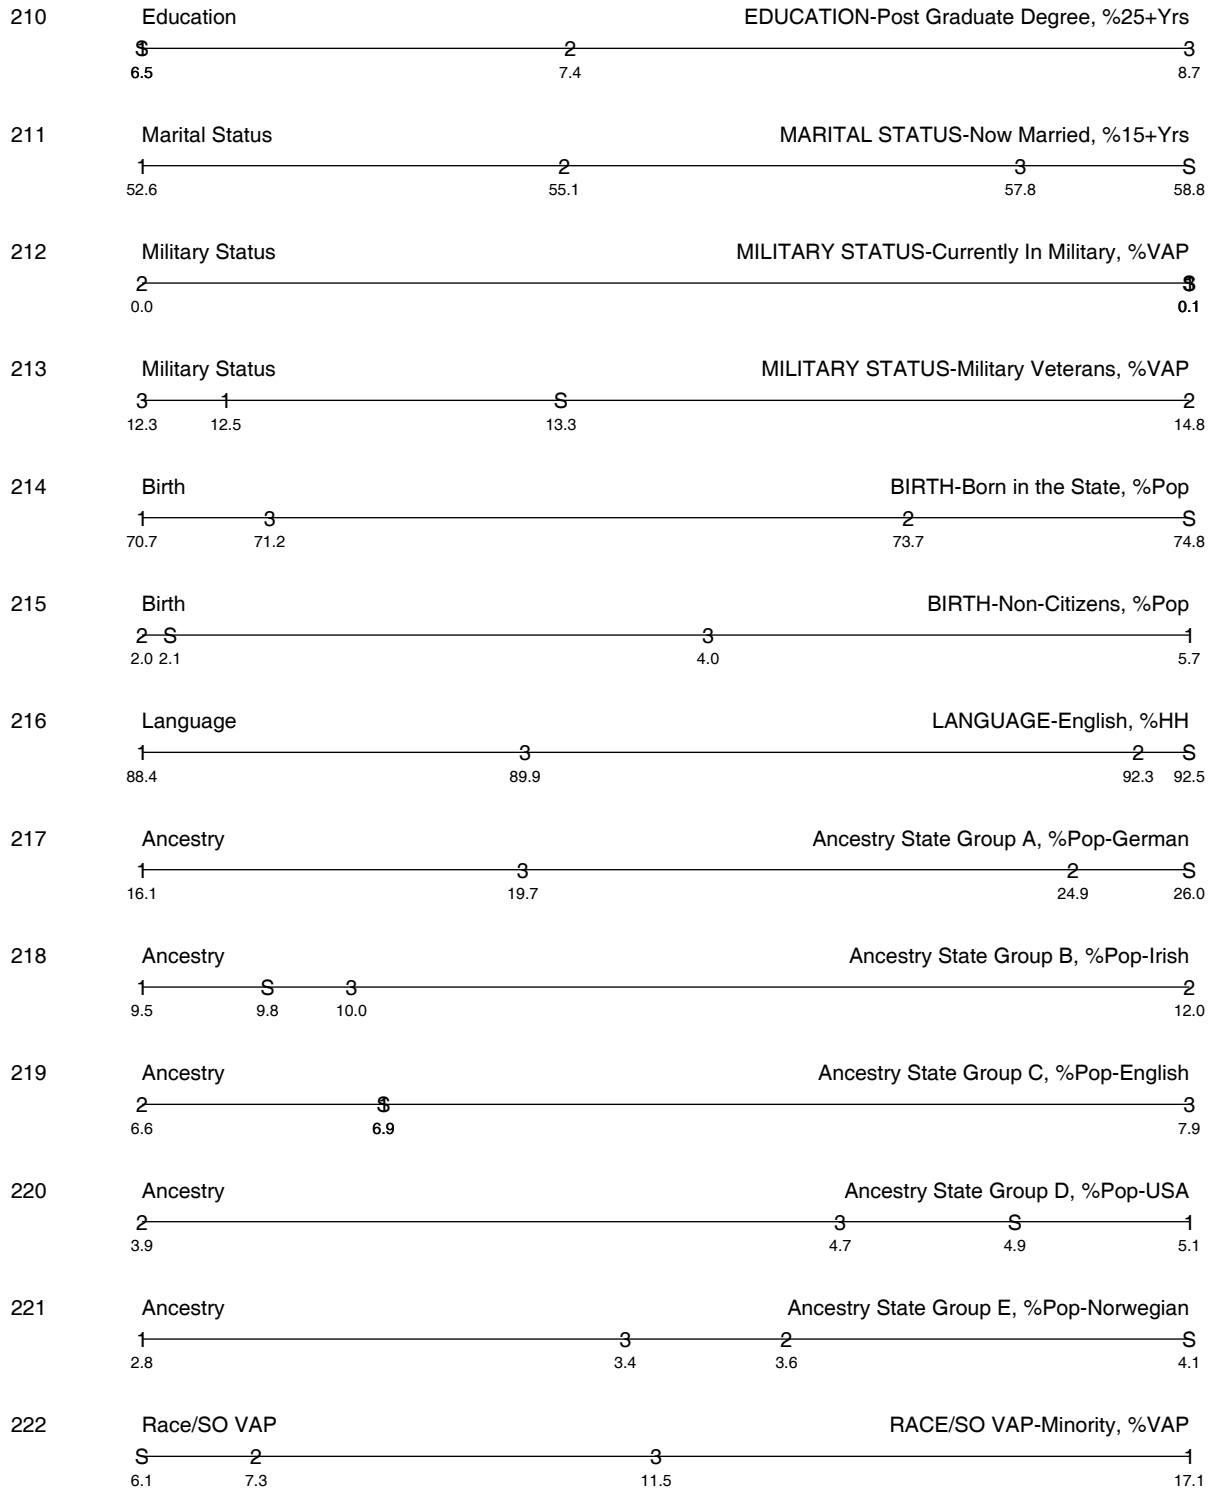 210 Education EDUCATION-Post Graduate Degree, %25+Yrs
S 2 3
6.5 7.4 8.7
211 Marital Status MARITAL STATUS-Now Married, %15+Yrs
1 2 3 S
52.6 55.1 57.8 58.8
212 Military Status MILITARY STATUS-Currently In Military, %VAP
2 S
0.0 0.1
213 Military Status MILITARY STATUS-Military Veterans, %VAP
3 1 S 2
12.3 12.5 13.3 14.8
214 Birth BIRTH-Born in the State, %Pop
1 3 2 S
70.7 71.2 73.7 74.8
215 Birth BIRTH-Non-Citizens, %Pop
2 S 3 1
2.0 2.1 4.0 5.7
216 Language LANGUAGE-English, %HH
1 3 2 S
88.4 89.9 92.3 92.5
217 Ancestry Ancestry State Group A, %Pop-German
1 3 2 S
16.1 19.7 24.9 26.0
218 Ancestry Ancestry State Group B, %Pop-Irish
1 S 3 2
9.5 9.8 10.0 12.0
219 Ancestry Ancestry State Group C, %Pop-English
2 S 3
6.6 6.9 7.9
220 Ancestry Ancestry State Group D, %Pop-USA
2 3 S 1
3.9 4.7 4.9 5.1
221 Ancestry Ancestry State Group E, %Pop-Norwegian
1 3 2 S
2.8 3.4 3.6 4.1
222 Race/SO VAP RACE/SO VAP-Minority, %VAP
S 2 3 1
6.1 7.3 11.5 17.1